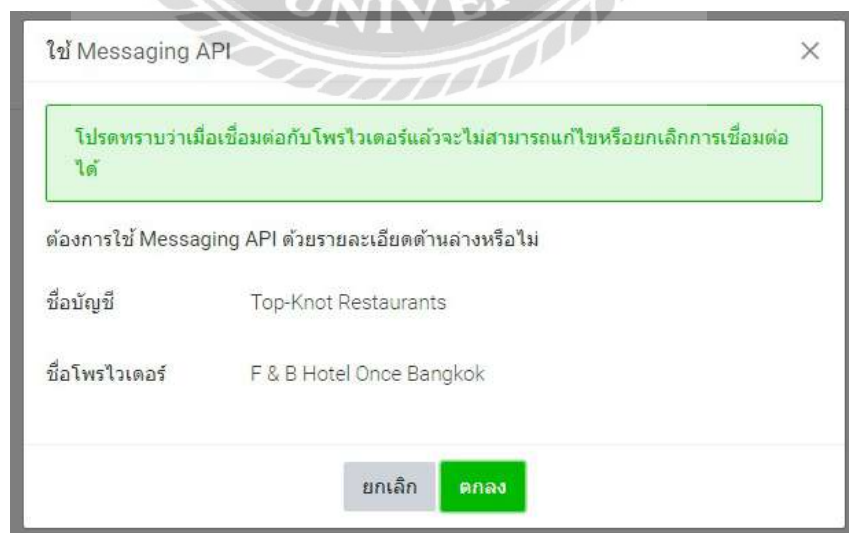 UNIVER
ใช้ Messaging API
โปรดทราบว่าเมื่อเชื่อมต่อกับโพรไวเดอร์แล้วจะไม่สามารถแก้ไขหรือยกเลิกการเชื่อมต่อ
ได้
ต้องการใช้ Messaging API ด้วยรายละเอียดด้านล่างหรือไม่
ชื่อบัญชี Top-Knot Restaurants
ชื่อโพรไวเดอร์ F & B Hotel Once Bangkok
ยกเลิก ตกลง